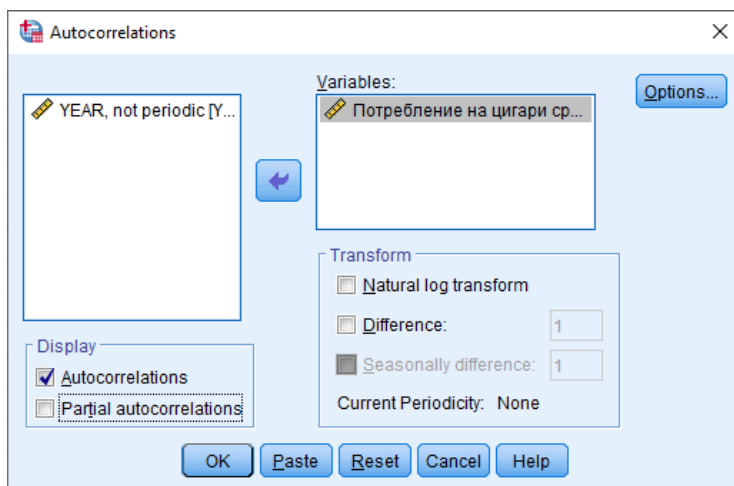 Autocorrelations
YEAR, not periodic [Y...
Variables:
Потребление на цигари ср...
Options...
Transform
Natural log transform
Difference: 1
Seasonally difference: 1
Current Periodicity: None
Display
Autocorrelations
Partial autocorrelations
OK Paste Reset Cancel Help